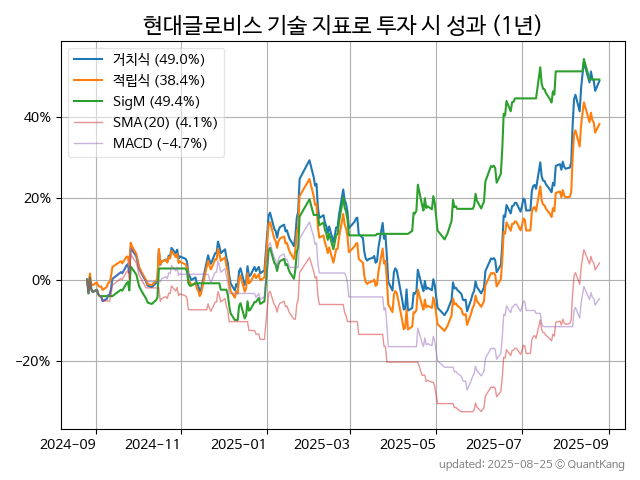 현대글로비스 기술 지표로 투자 시 성과 (1년)
거치식 (49.0%)
적립식 (38.4%)
SigM (49.4%)
SMA(20) (4.1%)
MACD (−4.7%)
40%
20%
0%
−20%
2024−09 2024−11 2025−01 2025−03 2025−05 2025−07 2025−09
updated: 2025-08-25 © QuantKang